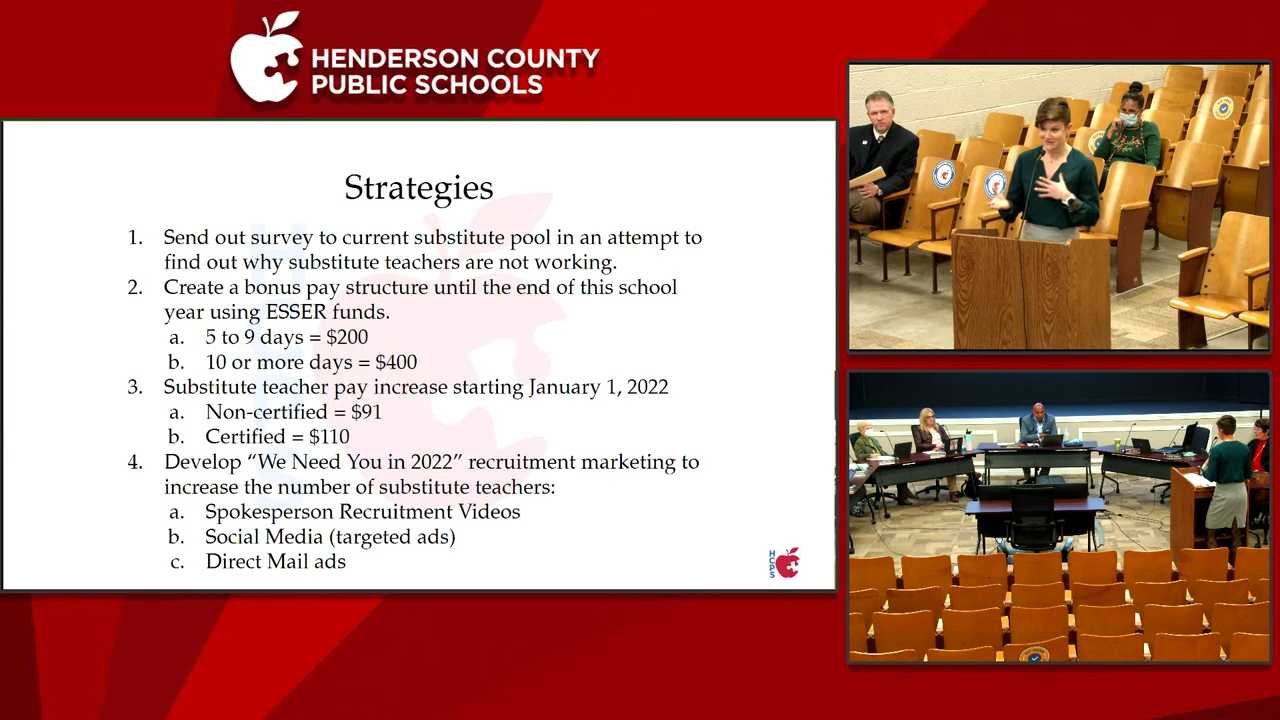 HENDERSON COUNTY
PUBLIC SCHOOLS
Strategies
1. Send out survey to current substitute pool in an attempt to
find out why substitute teachers are not working.
2. Create a bonus pay structure until the end of this school
year using ESSER funds.
a. 5 to 9 days = $200
b. 10 or more days = $400
3. Substitute teacher pay increase starting January 1, 2022
a. Non-certified = $91
b. Certified = $110
4. Develop “We Need You in 2022” recruitment marketing to
increase the number of substitute teachers:
a. Spokesperson Recruitment Videos
b. Social Media (targeted ads)
c. Direct Mail ads
HCPS